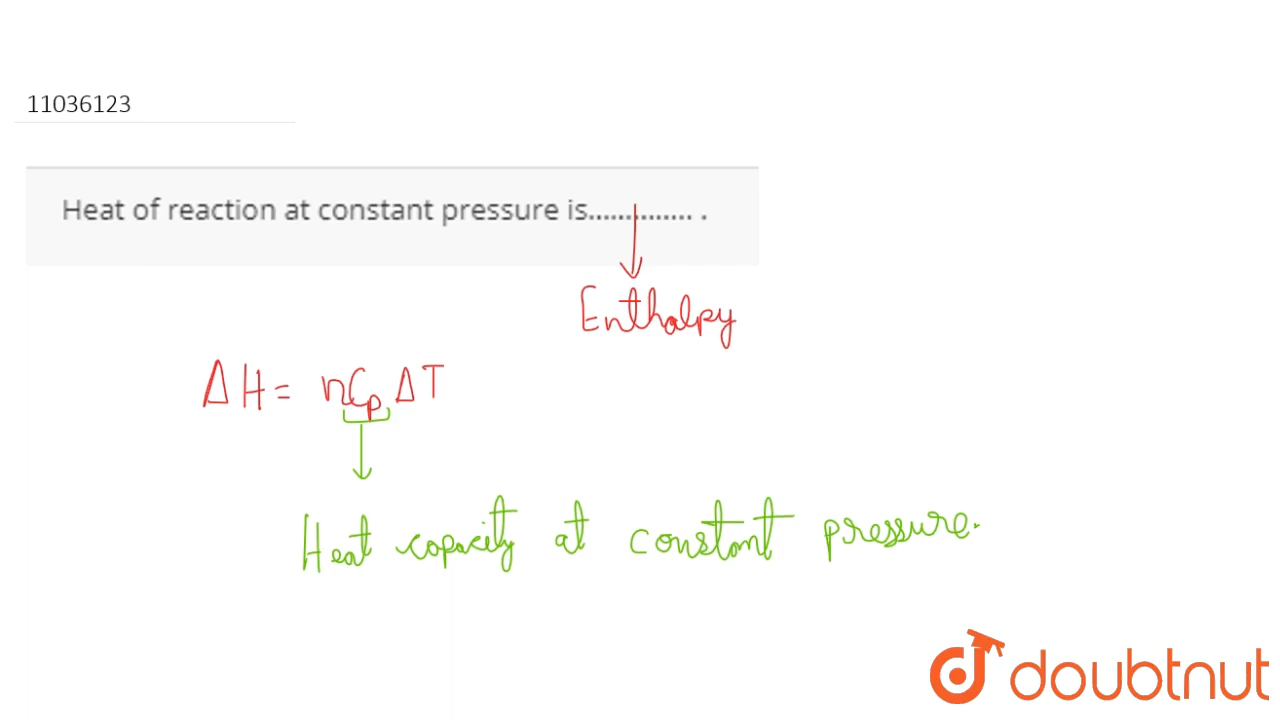 11036123
Heat of reaction at constant pressure is.............. .
Enthalpy
ΔH = nCp ΔT
Heat capacity at constant pressure.
doubtnut